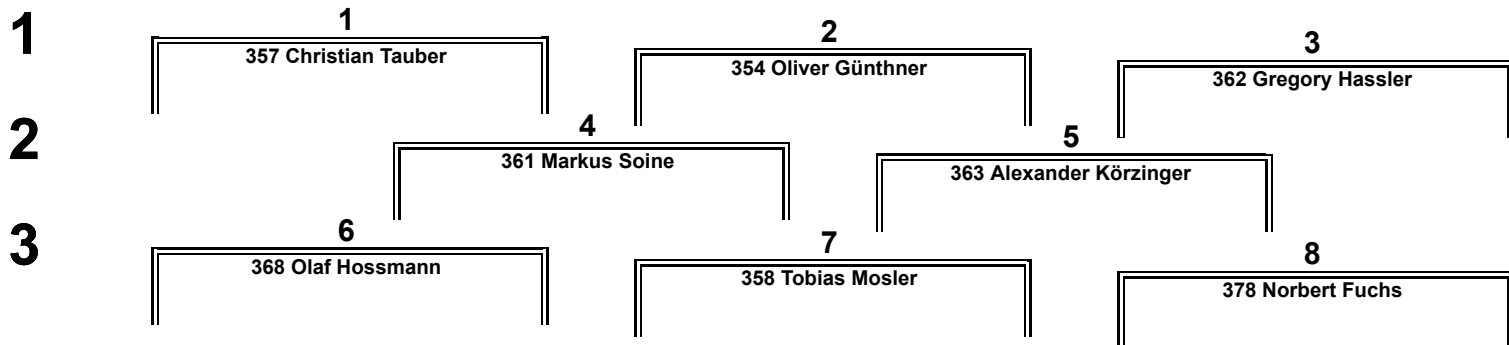 1
1
357 Christian Tauber
2
354 Oliver Günthner
3
362 Gregory Hassler
2
4
361 Markus Soine
5
363 Alexander Körzinger
3
6
368 Olaf Hossmann
7
358 Tobias Mosler
8
378 Norbert Fuchs